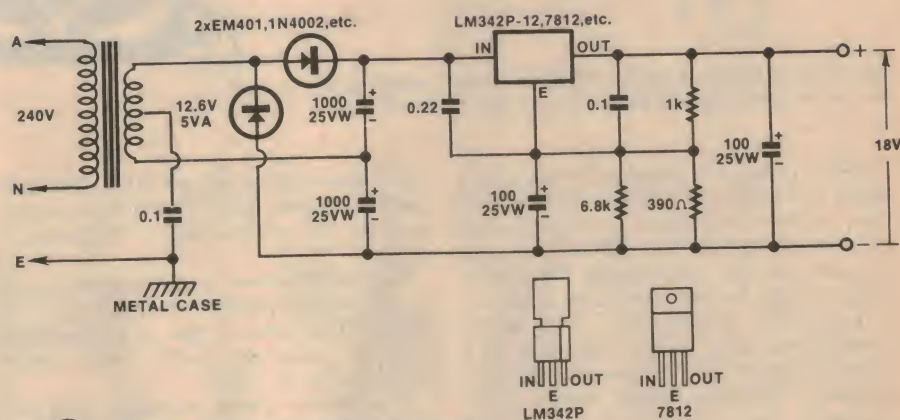 2xEM401,1N4002,etc.
LM342P-12,7812,etc.
A
IN
OUT
+
E
240V
12.6V
5VA
1000
25VW
+
-
0.22
0.1
1k
100
25VW
+
-
18V
N
0.1
1000
25VW
+
-
100
25VW
+
-
6.8k
390Ω
-
E
METAL CASE
IN
OUT
E
LM342P
IN
OUT
E
7812